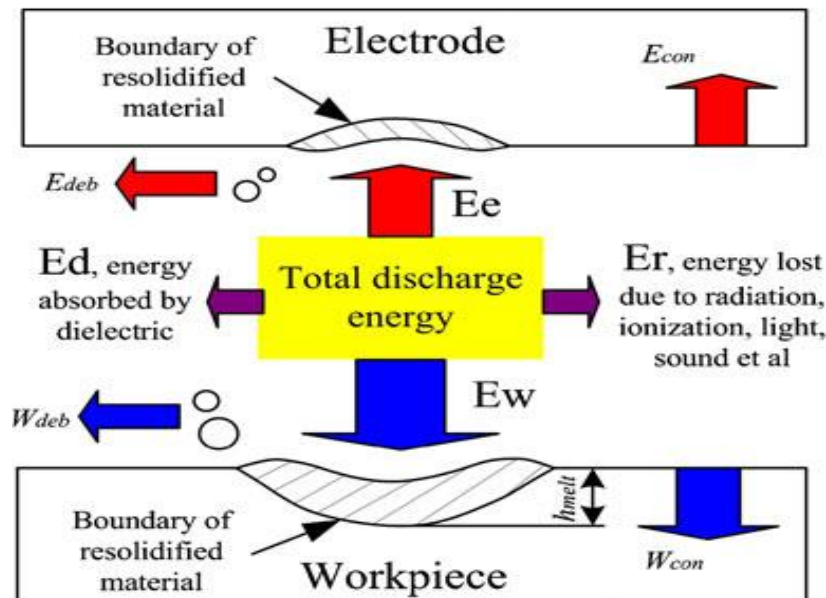 Electrode
Boundary of
resolidified
material
Econ
Edeb
Ee
Ed, energy
absorbed by
dielectric
Total discharge
energy
Er, energy lost
due to radiation,
ionization, light,
sound et al
Ew
Wdeb
hmelt
Boundary of
resolidified
material
Workpiece
Wcon